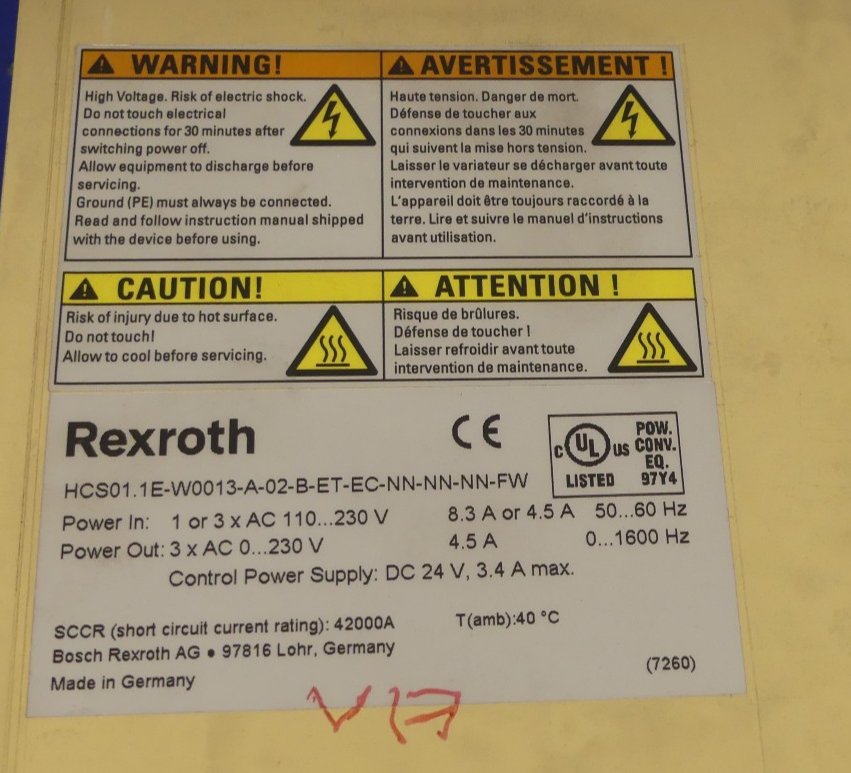 WARNING!
High Voltage. Risk of electric shock.
Do not touch electrical
connections for 30 minutes after
switching power off.
Allow equipment to discharge before
servicing.
Ground (PE) must always be connected.
Read and follow instruction manual shipped
with the device before using.
AVERTISSEMENT !
Haute tension. Danger de mort.
Défense de toucher aux
connexions dans les 30 minutes
qui suivent la mise hors tension.
Laisser le variateur se décharger avant toute
intervention de maintenance.
L'appareil doit être toujours raccordé à la
terre. Lire et suivre le manuel d'instructions
avant utilisation.
CAUTION!
Risk of injury due to hot surface.
Do not touch!
Allow to cool before servicing.
ATTENTION !
Risque de brûlures.
Défense de toucher !
Laisser refroidir avant toute
intervention de maintenance.
Rexroth
CE
C UL US
LISTED
POW.
CONV.
EQ.
97Y4
HCS01.1E-W0013-A-02-B-ET-EC-NN-NN-NN-FW
Power In: 1 or 3 x AC 110...230 V 8.3 A or 4.5 A 50...60 Hz
Power Out: 3 x AC 0...230 V 4.5 A 0...1600 Hz
Control Power Supply: DC 24 V, 3.4 A max.
SCCR (short circuit current rating): 42000A T(amb):40 °C
Bosch Rexroth AG • 97816 Lohr, Germany
Made in Germany (7260)